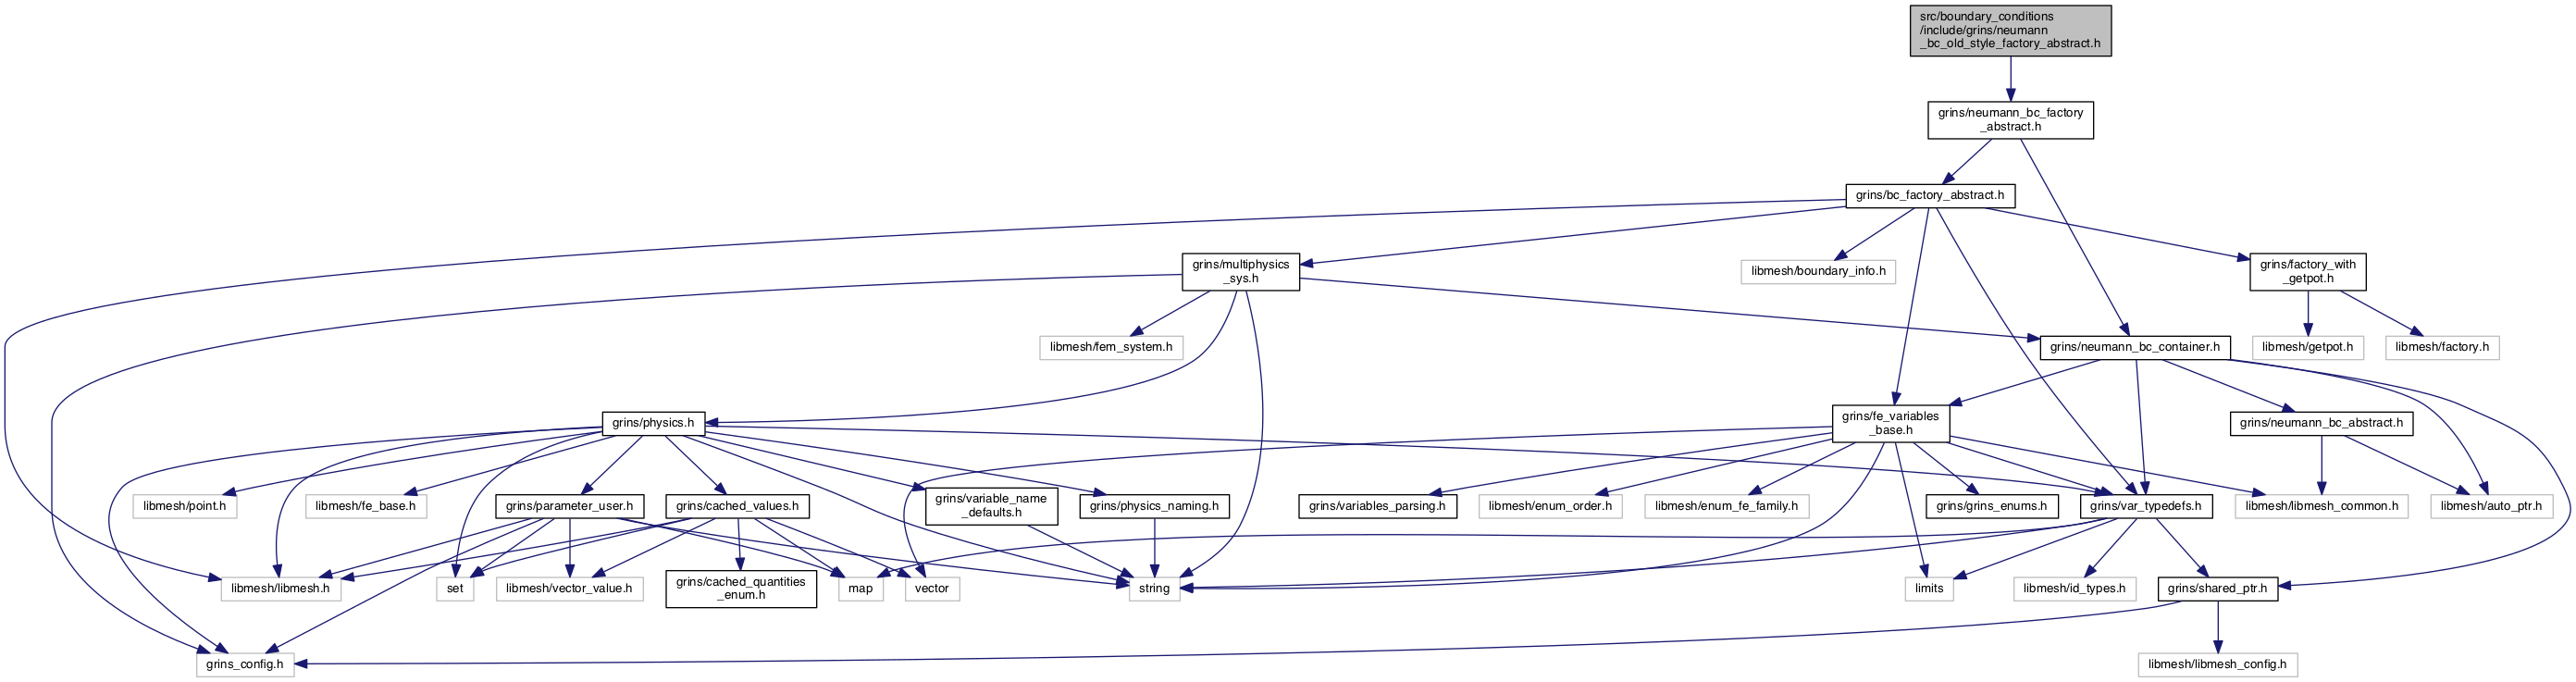 src/boundary_conditions
/include/grins/neumann
_bc_old_style_factory_abstract.h
grins/neumann_bc_factory
_abstract.h
grins/bc_factory_abstract.h
grins/multiphysics
_sys.h
libmesh/boundary_info.h
grins/factory_with
_getpot.h
libmesh/fem_system.h
grins/neumann_bc_container.h
libmesh/getpot.h
libmesh/factory.h
grins/physics.h
grins/fe_variables
_base.h
grins/neumann_bc_abstract.h
libmesh/point.h
libmesh/fe_base.h
grins/parameter_user.h
grins/cached_values.h
grins/variable_name
_defaults.h
grins/physics_naming.h
grins/variables_parsing.h
libmesh/enum_order.h
libmesh/enum_fe_family.h
grins/grins_enums.h
grins/var_typedefs.h
libmesh/libmesh_common.h
libmesh/auto_ptr.h
libmesh/libmesh.h
set
libmesh/vector_value.h
grins/cached_quantities
_enum.h
map
vector
string
limits
libmesh/id_types.h
grins/shared_ptr.h
grins_config.h
libmesh/libmesh_config.h